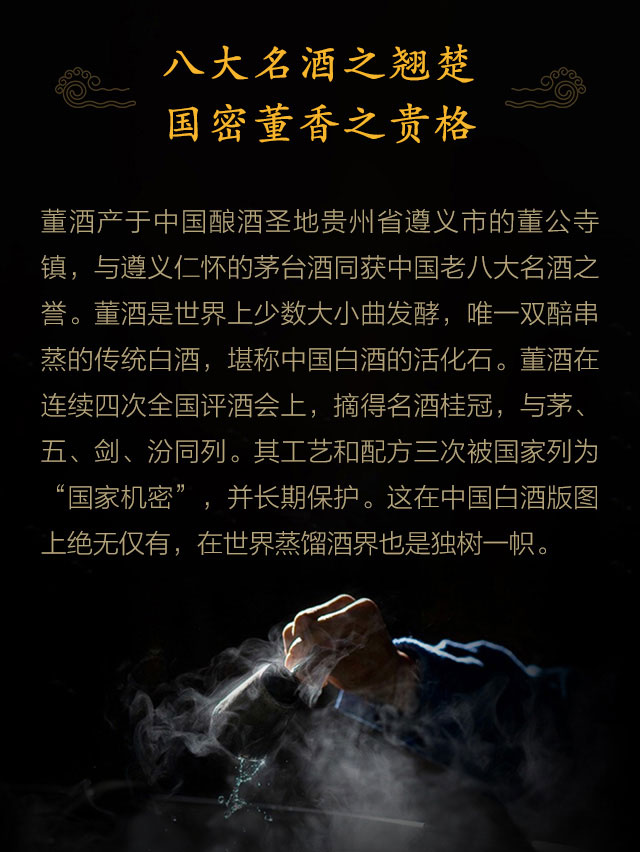 八大名酒之翘楚
国密董香之贵格
董酒产于中国酿酒圣地贵州省遵义市的董公寺
镇，与遵义仁怀的茅台酒同获中国老八大名酒之
誉。董酒是世界上少数大小曲发酵，唯一双醅串
蒸的传统白酒，堪称中国白酒的活化石。董酒在
连续四次全国评酒会上，摘得名酒桂冠，与茅、
五、剑、汾同列。其工艺和配方三次被国家列为
“国家机密”，并长期保护。这在中国白酒版图
上绝无仅有，在世界蒸馏酒界也是独树一帜。